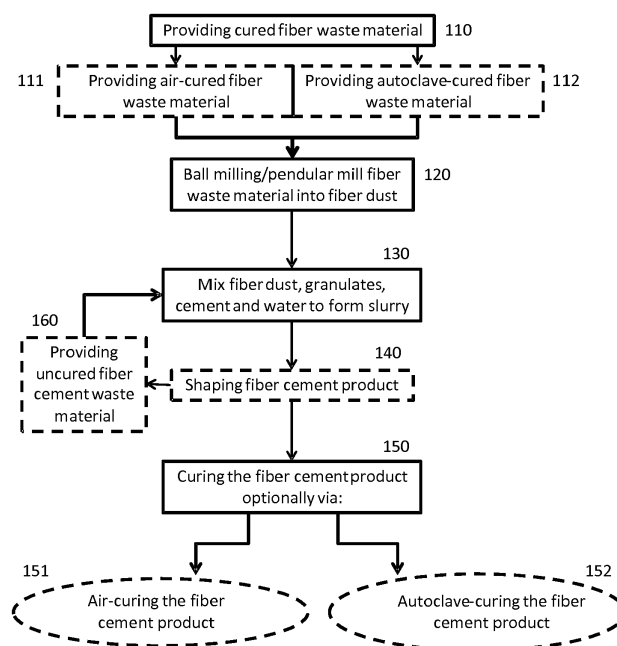 Providing cured fiber waste material
110
111
Providing air-cured fiber
waste material
Providing autoclave-cured fiber
waste material
112
Ball milling/pendular mill fiber
waste material into fiber dust
120
130
Mix fiber dust, granulates,
cement and water to form slurry
160
Providing
uncured fiber
cement waste
material
140
Shaping fiber cement product
150
Curing the fiber cement product
optionally via:
151
Air-curing the fiber
cement product
152
Autoclave-curing the fiber
cement product